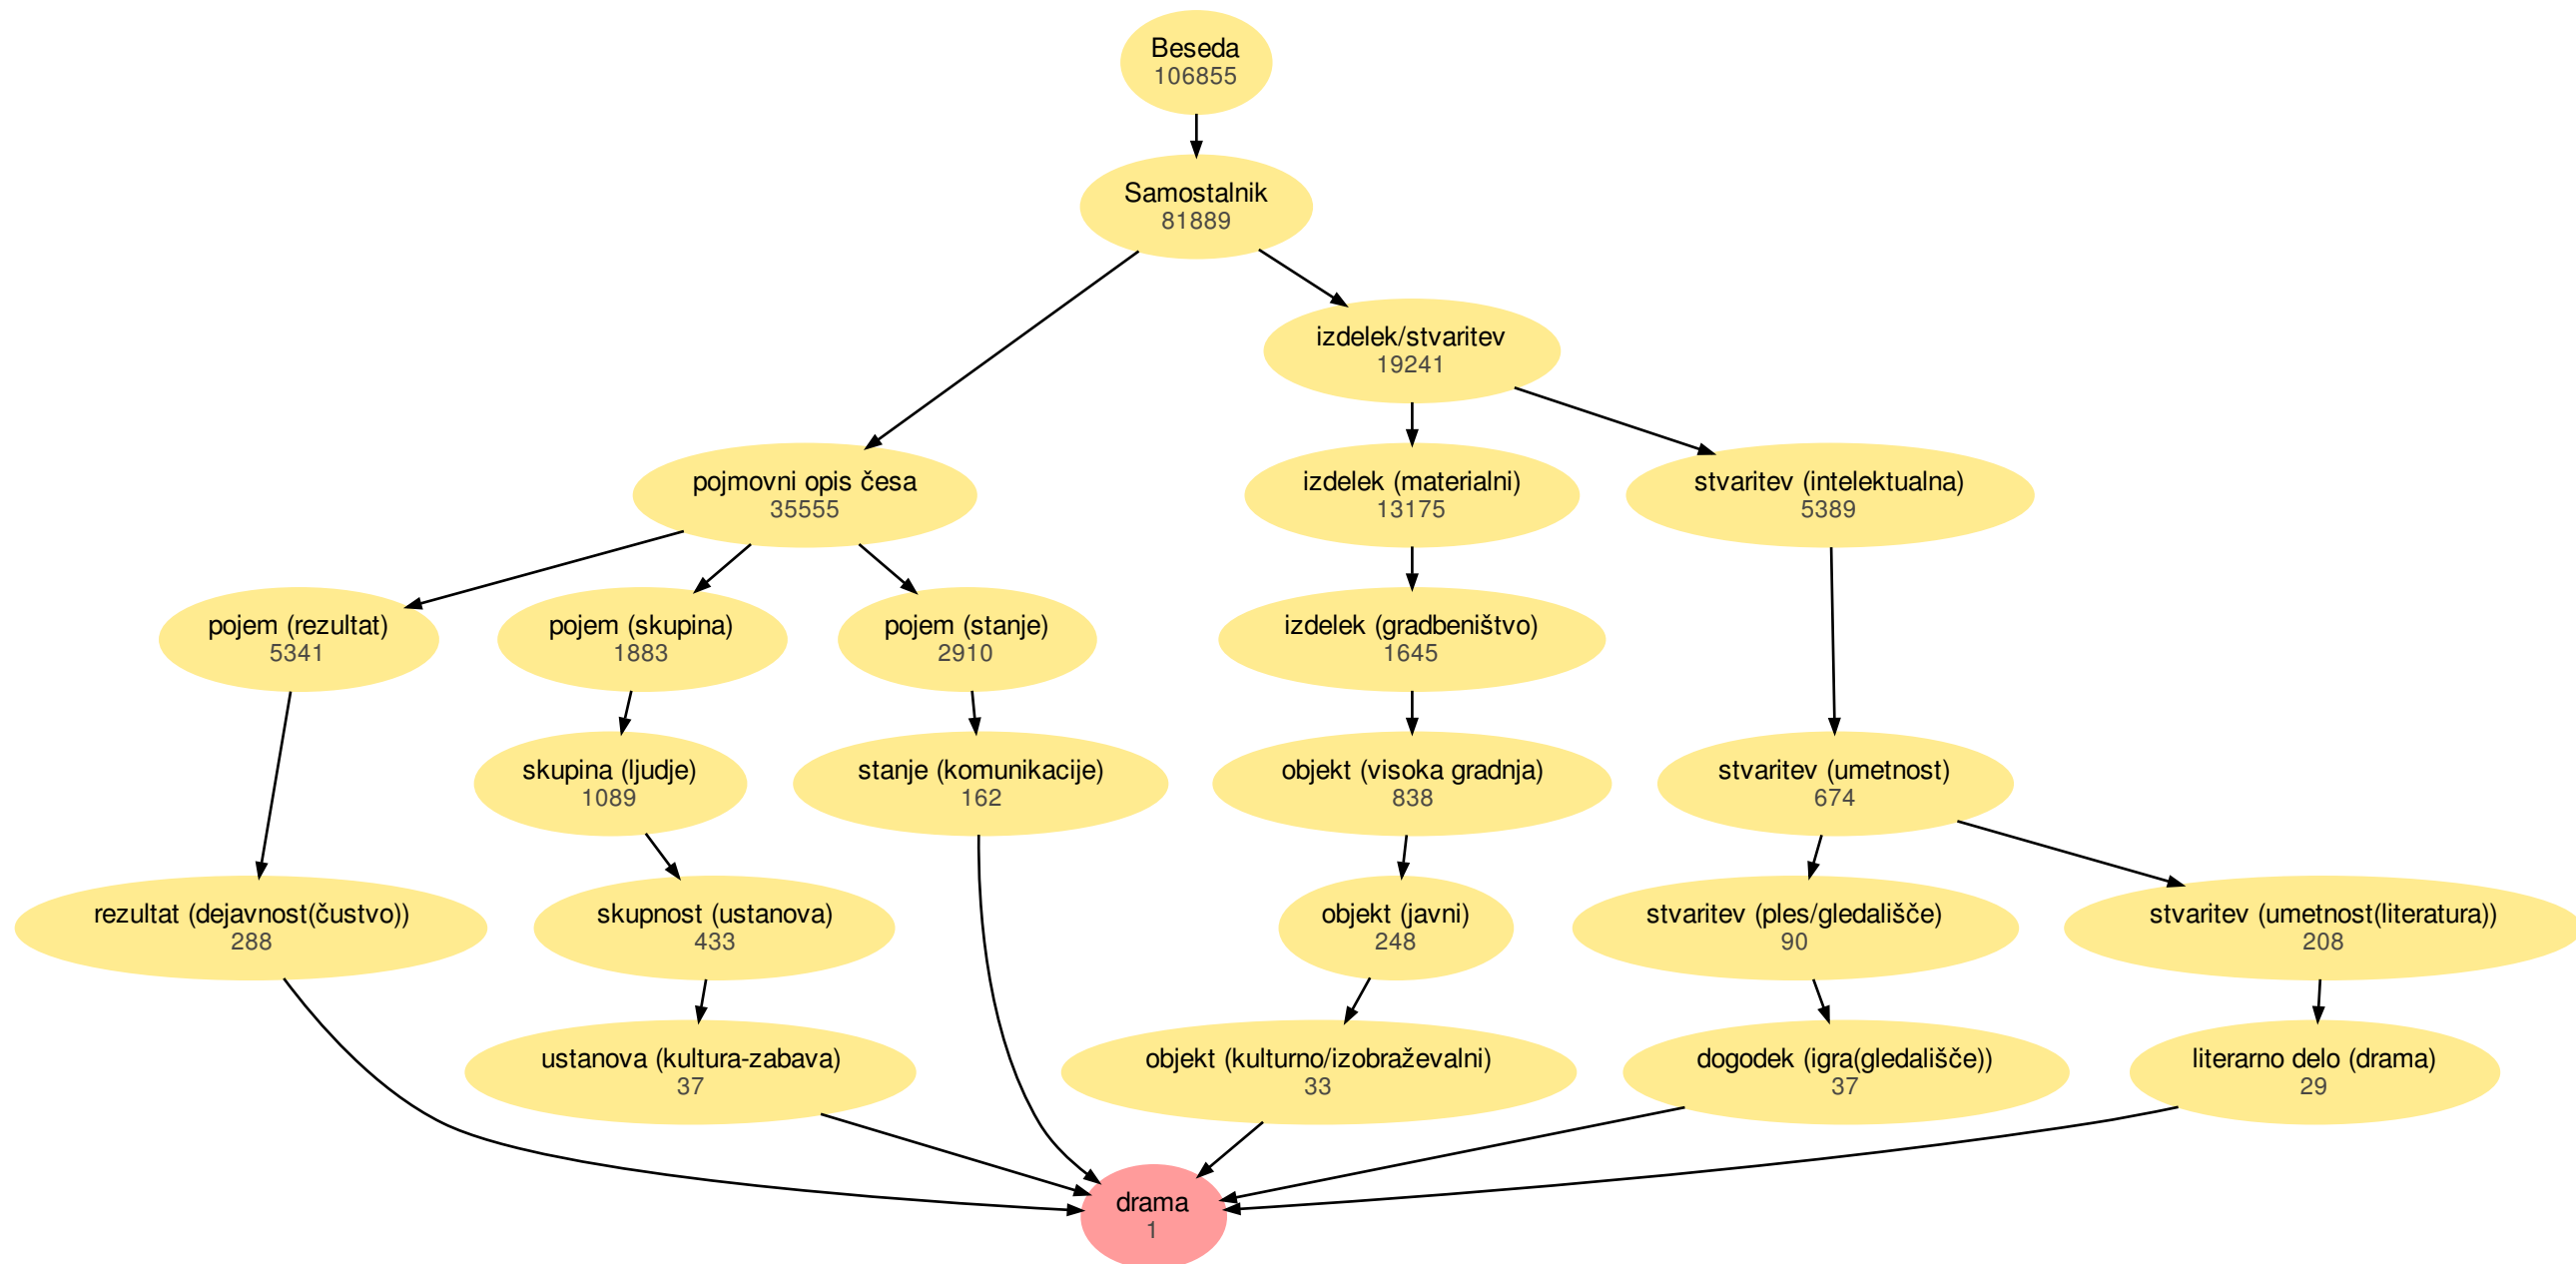 Beseda
106855
Samostalnik
81889
izdelek/stvaritev
19241
pojmovni opis česa
35555
izdelek (materialni)
13175
stvaritev (intelektualna)
5389
pojem (rezultat)
5341
pojem (skupina)
1883
pojem (stanje)
2910
izdelek (gradbeništvo)
1645
skupina (ljudje)
1089
stanje (komunikacije)
162
objekt (visoka gradnja)
838
stvaritev (umetnost)
674
rezultat (dejavnost(čustvo))
288
skupnost (ustanova)
433
objekt (javni)
248
stvaritev (ples/gledališče)
90
stvaritev (umetnost(literatura))
208
ustanova (kultura-zabava)
37
objekt (kulturno/izobraževalni)
33
dogodek (igra(gledališče))
37
literarno delo (drama)
29
drama
1